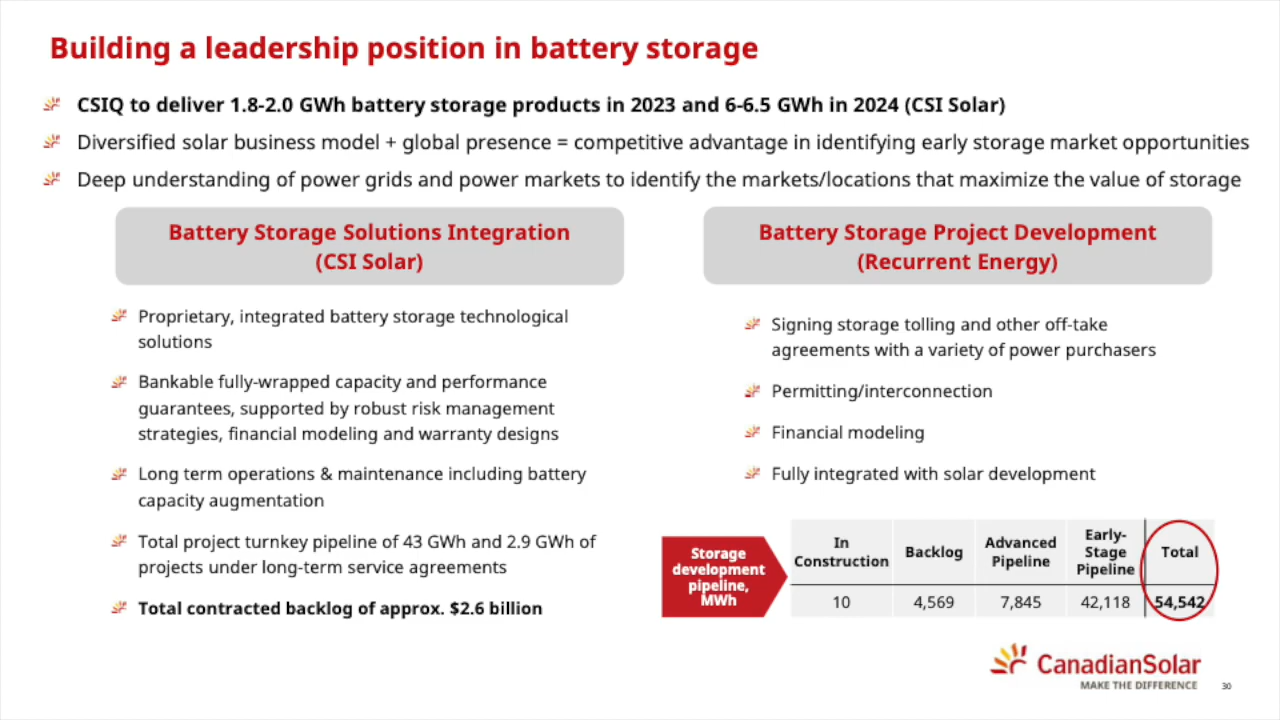 Building a leadership position in battery storage
CSIQ to deliver 1.8-2.0 GWh battery storage products in 2023 and 6-6.5 GWh in 2024 (CSI Solar)
Diversified solar business model + global presence = competitive advantage in identifying early storage market opportunities
Deep understanding of power grids and power markets to identify the markets/locations that maximize the value of storage
Battery Storage Solutions Integration
(CSI Solar)
Proprietary, integrated battery storage technological
solutions
Bankable fully-wrapped capacity and performance
guarantees, supported by robust risk management
strategies, financial modeling and warranty designs
Long term operations & maintenance including battery
capacity augmentation
Total project turnkey pipeline of 43 GWh and 2.9 GWh of
projects under long-term service agreements
Total contracted backlog of approx. $2.6 billion
Battery Storage Project Development
(Recurrent Energy)
Signing storage tolling and other off-take
agreements with a variety of power purchasers
Permitting/interconnection
Financial modeling
Fully integrated with solar development
Storage
development
pipeline,
MWh
In
Construction
Backlog
Advanced
Pipeline
Early-
Stage
Pipeline
Total
10
4,569
7,845
42,118
54,542
CanadianSolar
MAKE THE DIFFERENCE
30